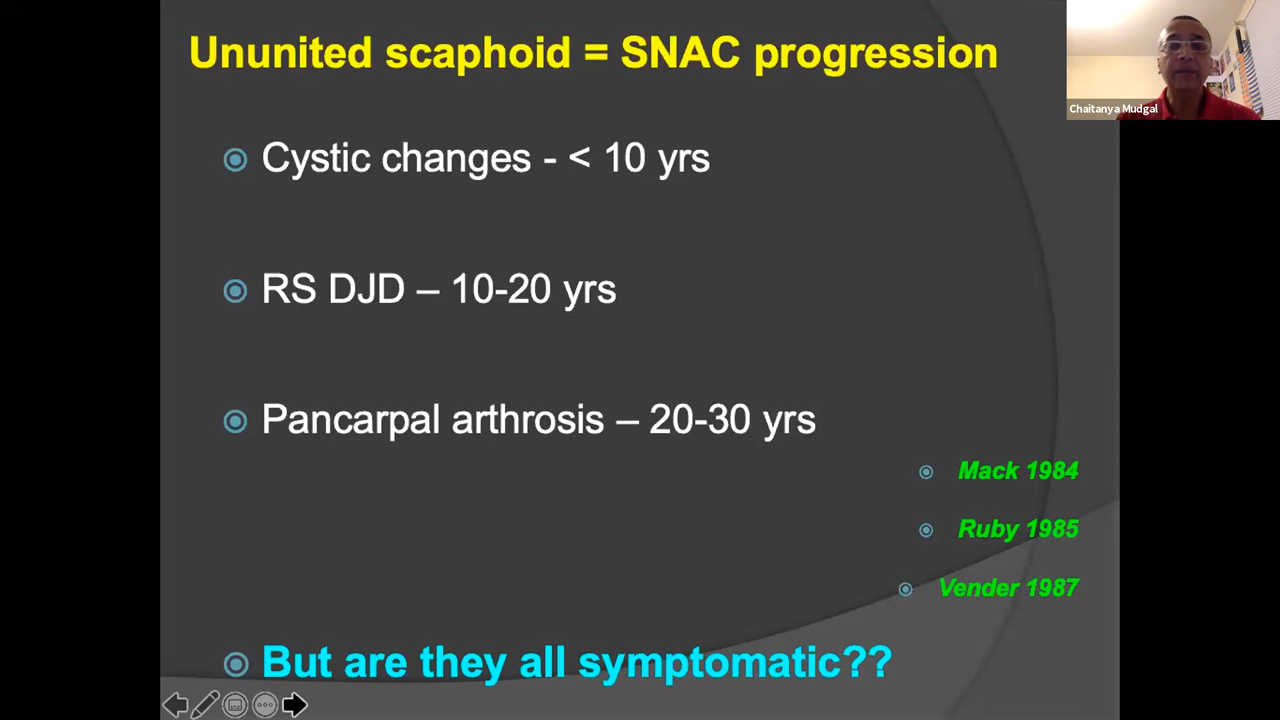 Ununited scaphoid = SNAC progression
Chaitanya Mudgal
Cystic changes - < 10 yrs
RS DJD – 10-20 yrs
Pancarpal arthrosis – 20-30 yrs
Mack 1984
Ruby 1985
Vender 1987
But are they all symptomatic??